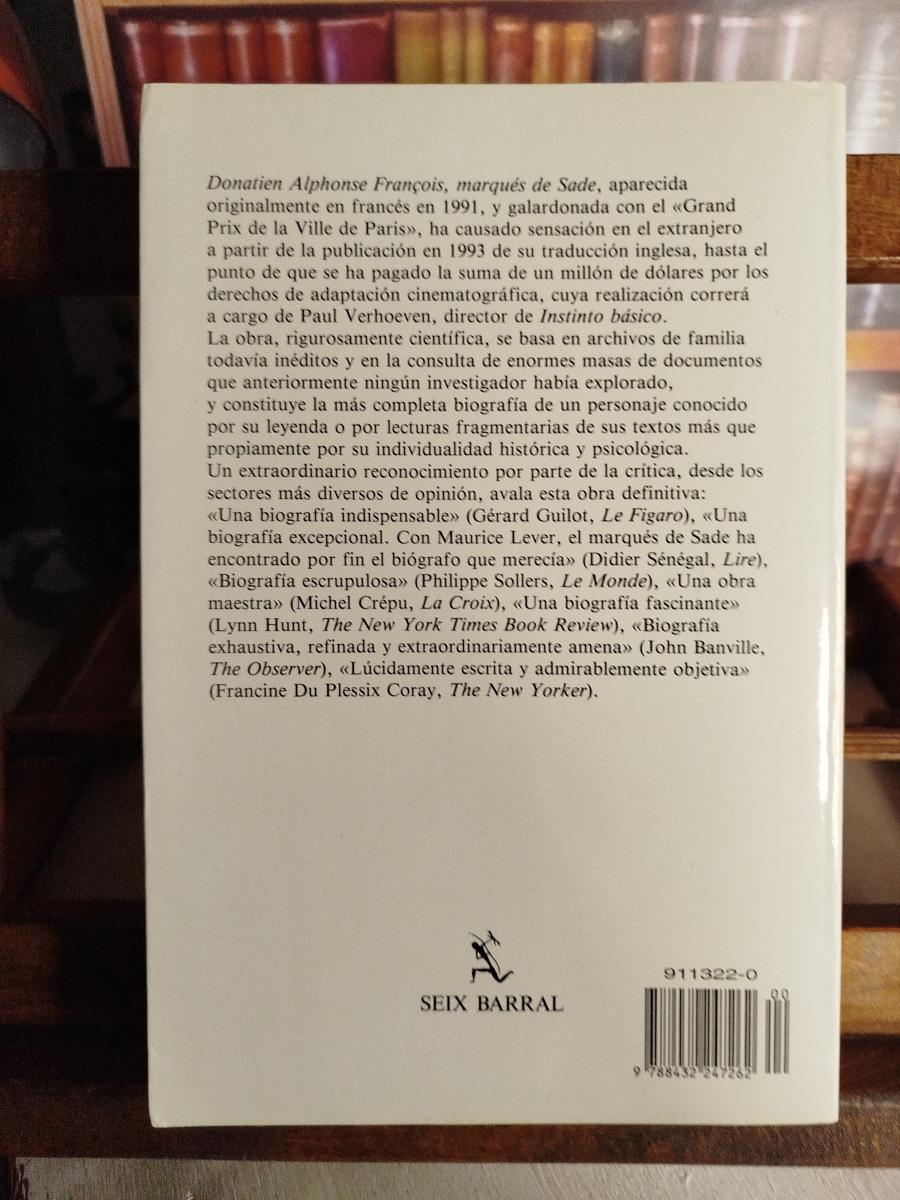 Donatien Alphonse François, marqués de Sade, aparecida
originalmente en francés en 1991, y galardonada con el «Grand
Prix de la Ville de Paris», ha causado sensación en el extranjero
a partir de la publicación en 1993 de su traducción inglesa, hasta el
punto de que se ha pagado la suma de un millón de dólares por los
derechos de adaptación cinematográfica, cuya realización correrá
a cargo de Paul Verhoeven, director de Instinto básico.
La obra, rigurosamente científica, se basa en archivos de familia
todavía inéditos y en la consulta de enormes masas de documentos
que anteriormente ningún investigador había explorado,
y constituye la más completa biografía de un personaje conocido
por su leyenda o por lecturas fragmentarias de sus textos más que
propiamente por su individualidad histórica y psicológica.
Un extraordinario reconocimiento por parte de la crítica, desde los
sectores más diversos de opinión, avala esta obra definitiva:
«Una biografía indispensable» (Gérard Guilot, Le Figaro), «Una
biografía excepcional. Con Maurice Lever, el marqués de Sade ha
encontrado por fin el biógrafo que merecía» (Didier Sénégal, Lire),
«Biografía escrupulosa» (Philippe Sollers, Le Monde), «Una obra
maestra» (Michel Crépu, La Croix), «Una biografía fascinante»
(Lynn Hunt, The New York Times Book Review), «Biografía
exhaustiva, refinada y extraordinariamente amena» (John Banville,
The Observer), «Lúcidamente escrita y admirablemente objetiva»
(Francine Du Plessix Coray, The New Yorker).
SEIX BARRAL
911322-0
00
9 788432 247262